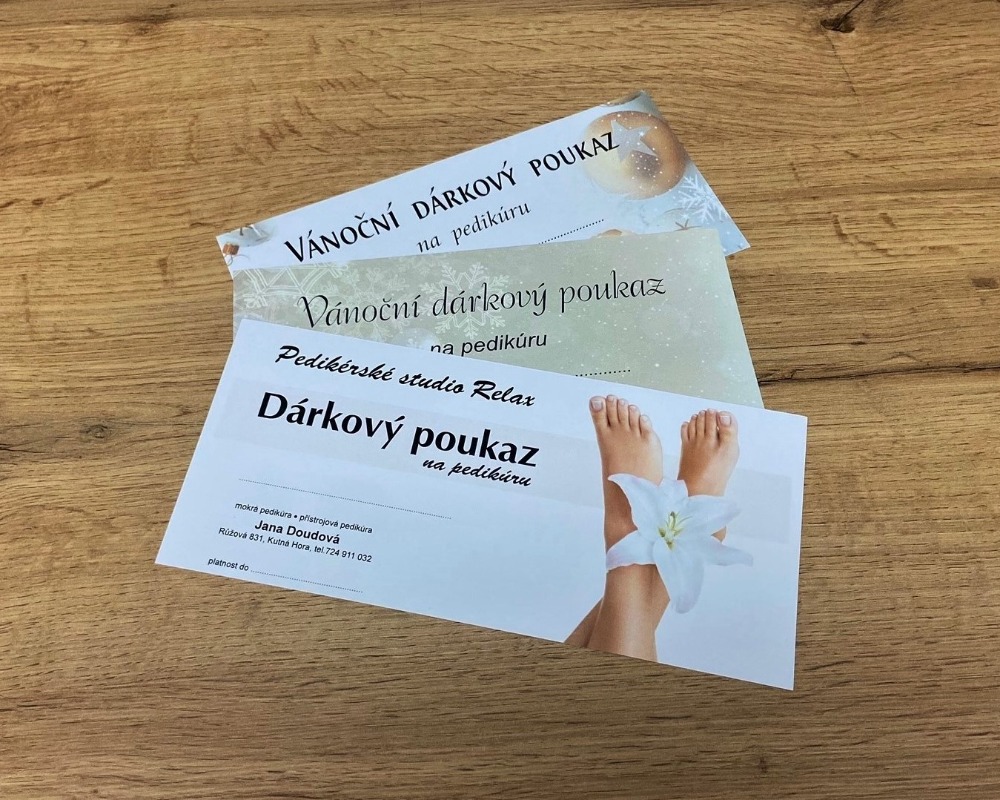 VÁNOČNÍ DÁRKOVÝ POUKAZ
na pedikúru
Vánoční dárkový poukaz
na pedikúru
Pedikérské studio Relax
Dárkový poukaz
na pedikúru
mokrá pedikúra • přístrojová pedikúra
Jana Doudová
Růžová 831, Kutná Hora, tel.724 911 032
platnost do